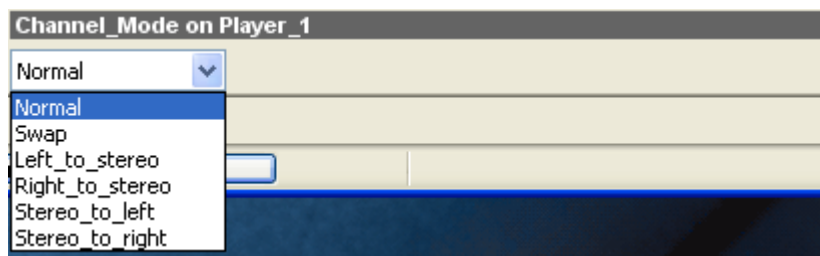 Channel_Mode on Player_1
Normal
Normal
Swap
Left_to_stereo
Right_to_stereo
Stereo_to_left
Stereo_to_right